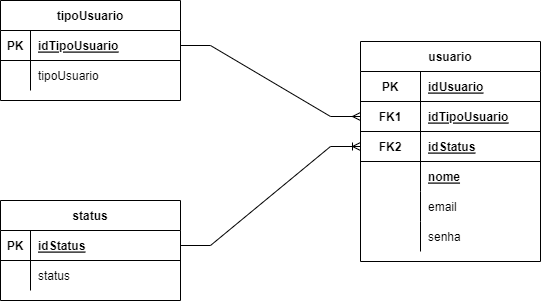 tipoUsuario
PK idTipoUsuario
tipoUsuario
usuario
PK idUsuario
FK1 idTipoUsuario
FK2 idStatus
nome
email
senha
status
PK idStatus
status